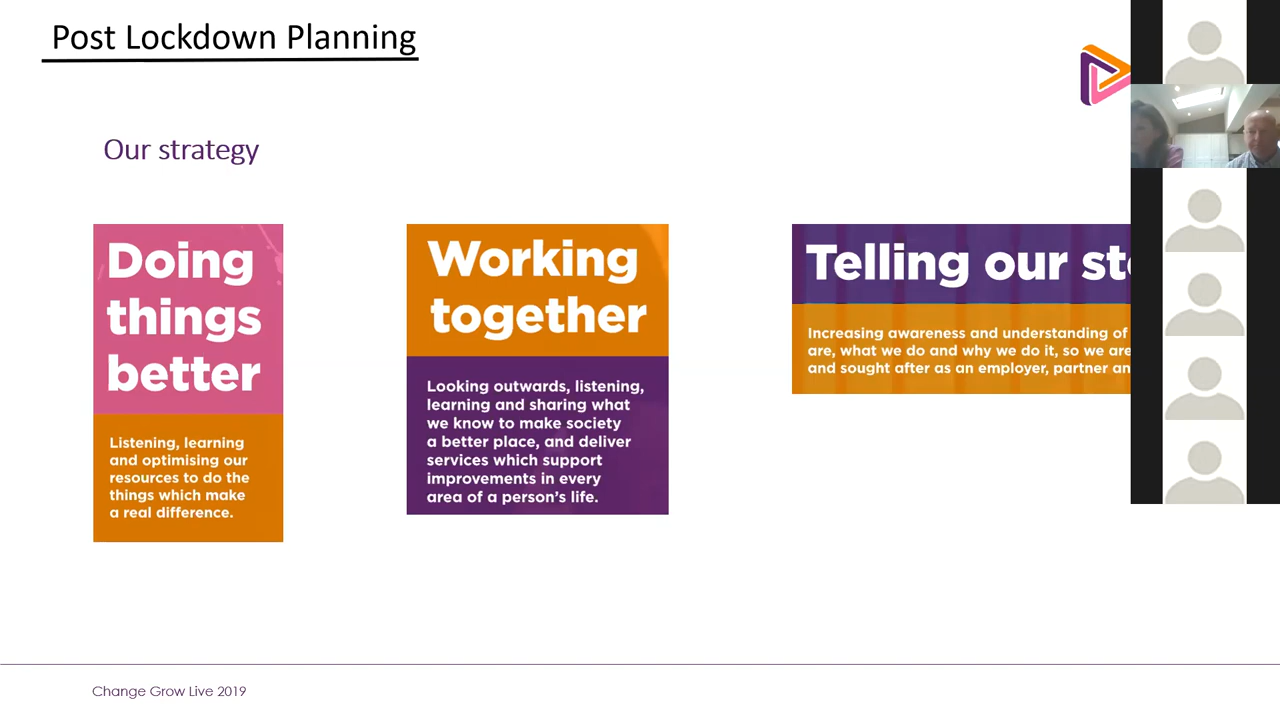 Post Lockdown Planning
Our strategy
Doing
things
better
Listening, learning
and optimising our
resources to do the
things which make
a real difference.
Working
together
Looking outwards, listening,
learning and sharing what
we know to make society
a better place, and deliver
services which support
improvements in every
area of a person's life.
Telling our
Increasing awareness and understanding of
are, what we do and why we do it, so we are
and sought after as an employer, partner
Change Grow Live 2019